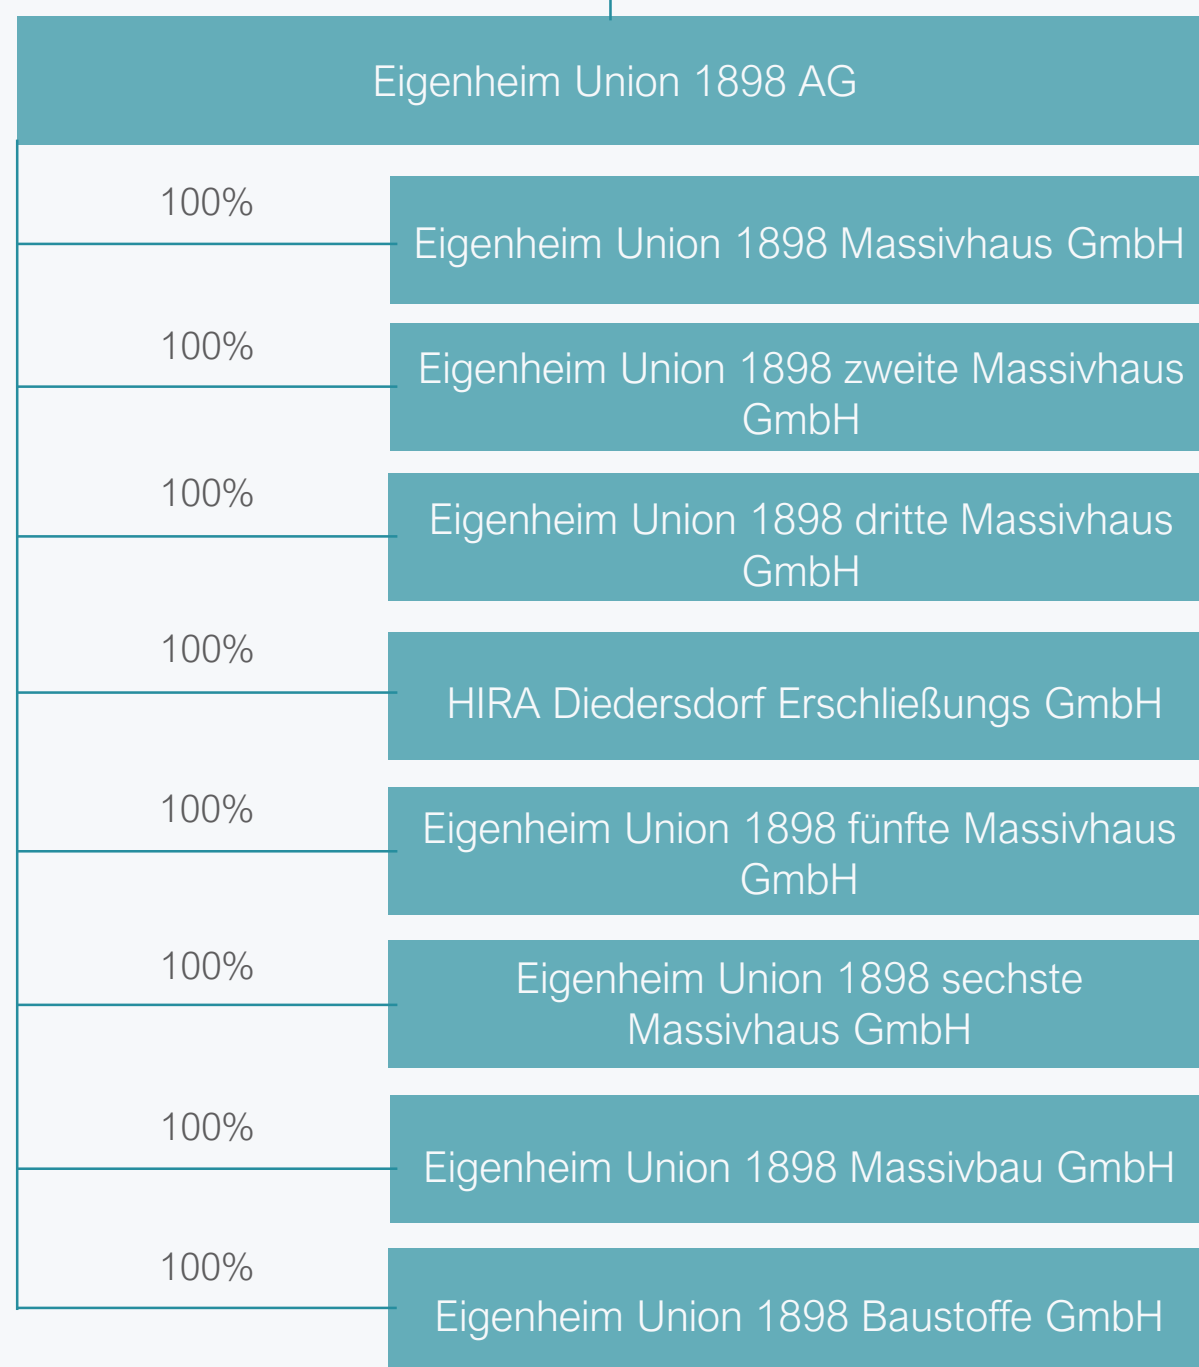 Eigenheim Union 1898 AG
100%
Eigenheim Union 1898 Massivhaus GmbH
100%
Eigenheim Union 1898 zweite Massivhaus
GmbH
100%
Eigenheim Union 1898 dritte Massivhaus
GmbH
100%
HIRA Diedersdorf Erschließungs GmbH
100%
Eigenheim Union 1898 fünfte Massivhaus
GmbH
100%
Eigenheim Union 1898 sechste
Massivhaus GmbH
100%
Eigenheim Union 1898 Massivbau GmbH
100%
Eigenheim Union 1898 Baustoffe GmbH